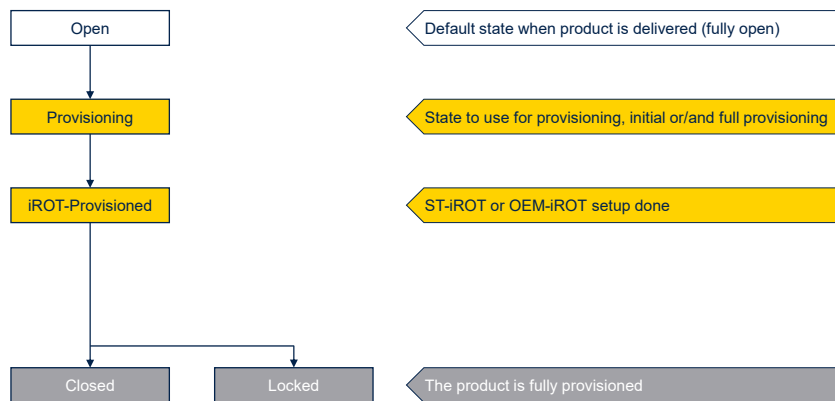 Open
Default state when product is delivered (fully open)
Provisioning
State to use for provisioning, initial or/and full provisioning
iROT-Provisioned
ST-iROT or OEM-iROT setup done
Closed
Locked
The product is fully provisioned